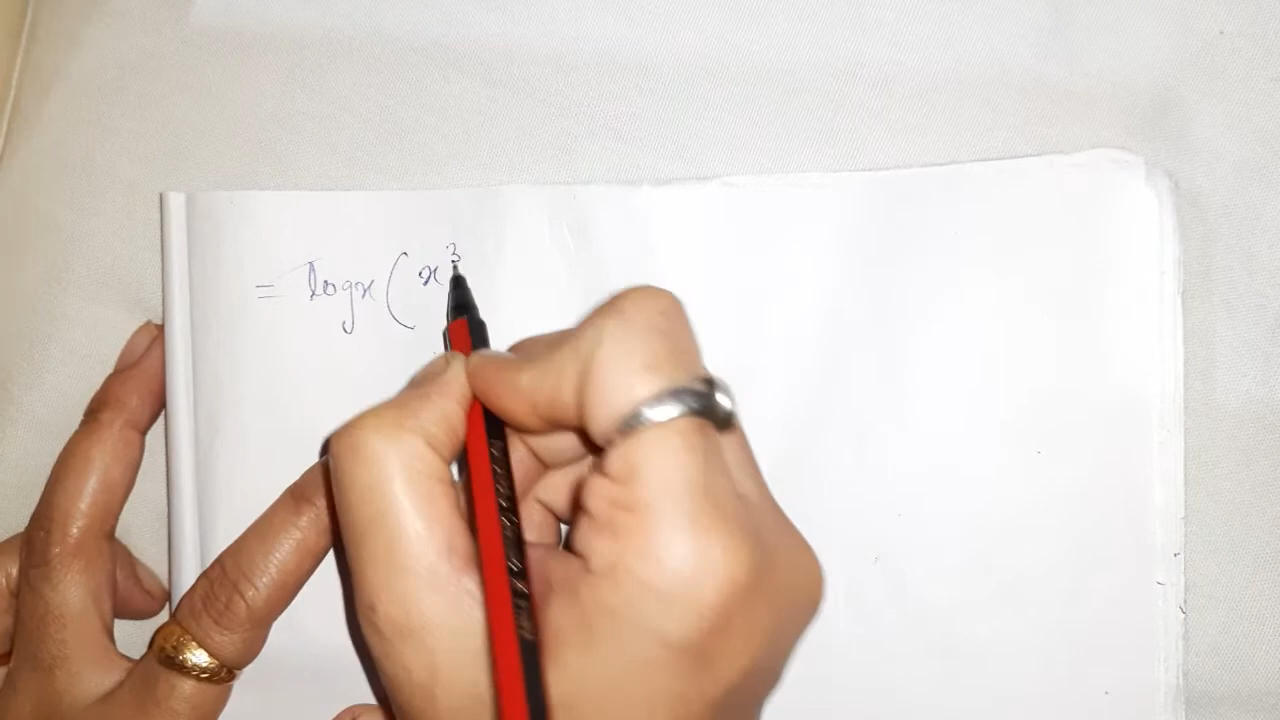 = logx ( x³